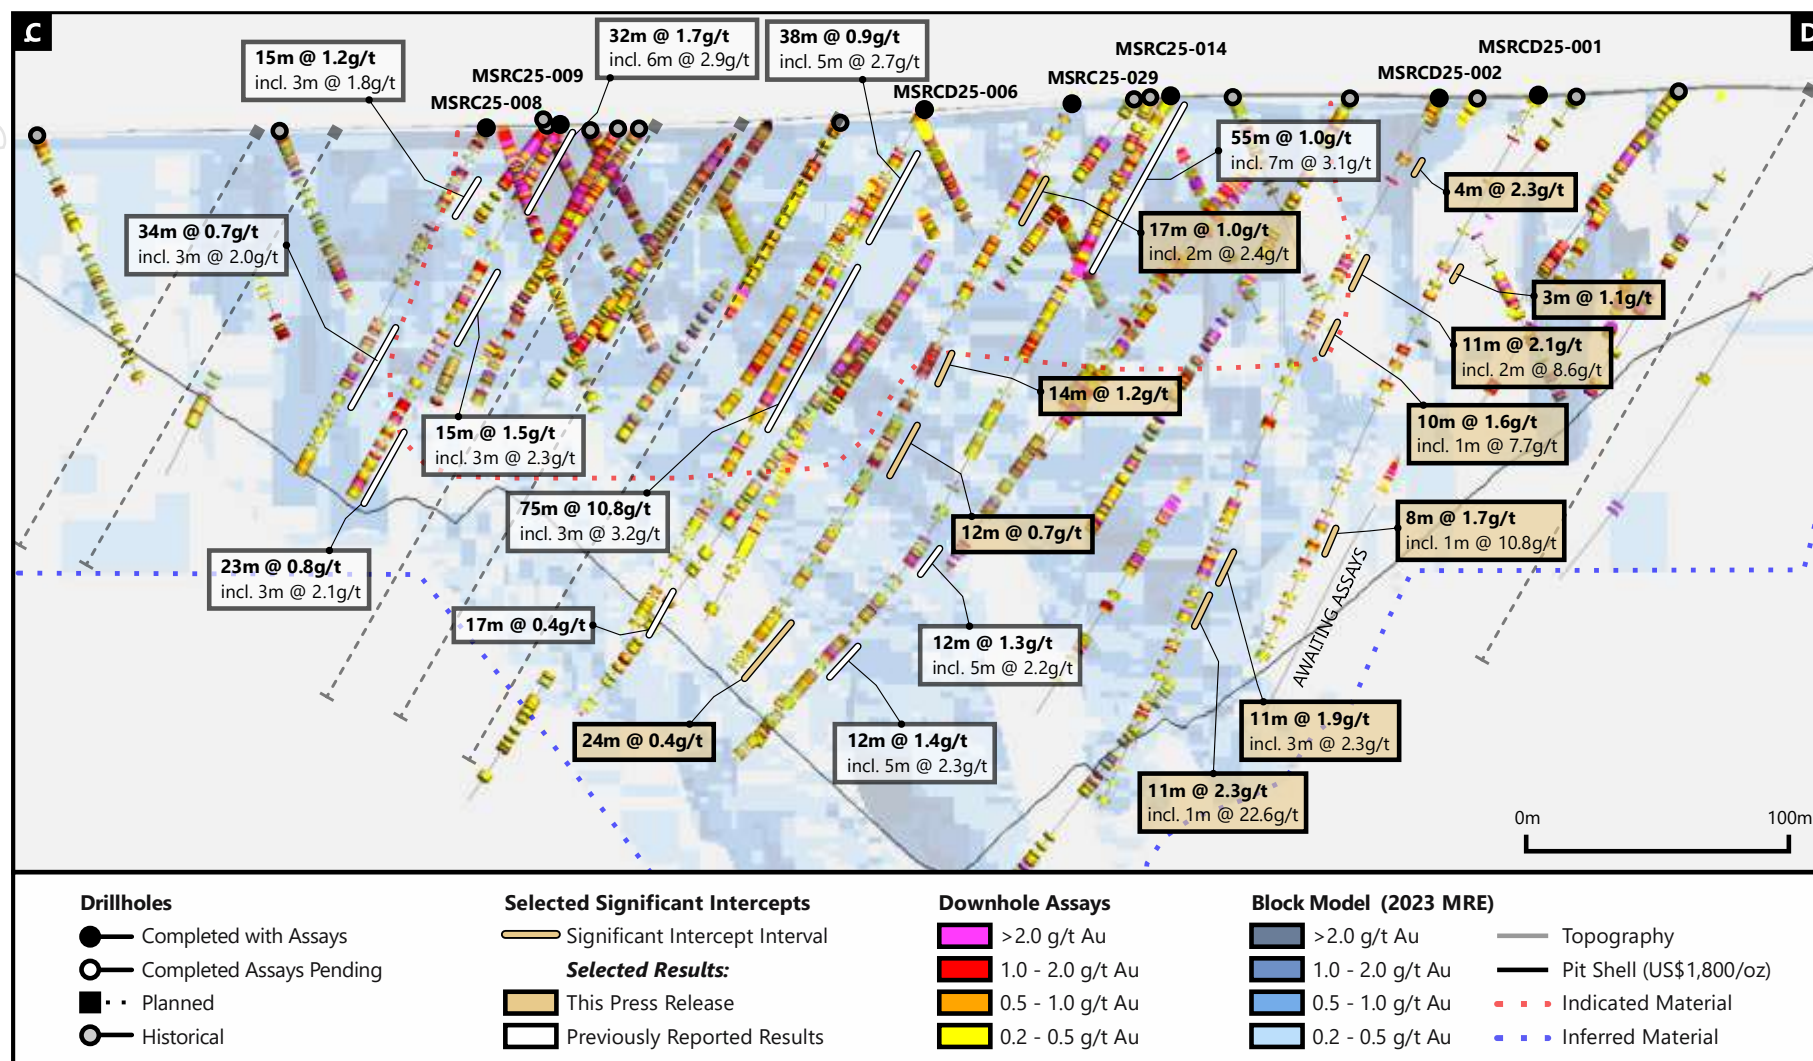 C
D
15m @ 1.2g/t
incl. 3m @ 1.8g/t
32m @ 1.7g/t
incl. 6m @ 2.9g/t
38m @ 0.9g/t
incl. 5m @ 2.7g/t
MSRC25-009
MSRC25-008
MSRCD25-006
MSRC25-029
MSRC25-014
MSRCD25-002
MSRCD25-001
55m @ 1.0g/t
incl. 7m @ 3.1g/t
4m @ 2.3g/t
34m @ 0.7g/t
incl. 3m @ 2.0g/t
17m @ 1.0g/t
incl. 2m @ 2.4g/t
3m @ 1.1g/t
11m @ 2.1g/t
incl. 2m @ 8.6g/t
14m @ 1.2g/t
10m @ 1.6g/t
incl. 1m @ 7.7g/t
15m @ 1.5g/t
incl. 3m @ 2.3g/t
75m @ 10.8g/t
incl. 3m @ 3.2g/t
12m @ 0.7g/t
8m @ 1.7g/t
incl. 1m @ 10.8g/t
23m @ 0.8g/t
incl. 3m @ 2.1g/t
AWAITING ASSAYS
17m @ 0.4g/t
12m @ 1.3g/t
incl. 5m @ 2.2g/t
24m @ 0.4g/t
12m @ 1.4g/t
incl. 5m @ 2.3g/t
11m @ 1.9g/t
incl. 3m @ 2.3g/t
11m @ 2.3g/t
incl. 1m @ 22.6g/t
0m
100m
Drillholes
Completed with Assays
Completed Assays Pending
Planned
Historical
Selected Significant Intercepts
Significant Intercept Interval
Selected Results:
This Press Release
Previously Reported Results
Downhole Assays
>2.0 g/t Au
1.0 - 2.0 g/t Au
0.5 - 1.0 g/t Au
0.2 - 0.5 g/t Au
Block Model (2023 MRE)
>2.0 g/t Au
1.0 - 2.0 g/t Au
0.5 - 1.0 g/t Au
0.2 - 0.5 g/t Au
Topography
Pit Shell (US$1,800/oz)
Indicated Material
Inferred Material